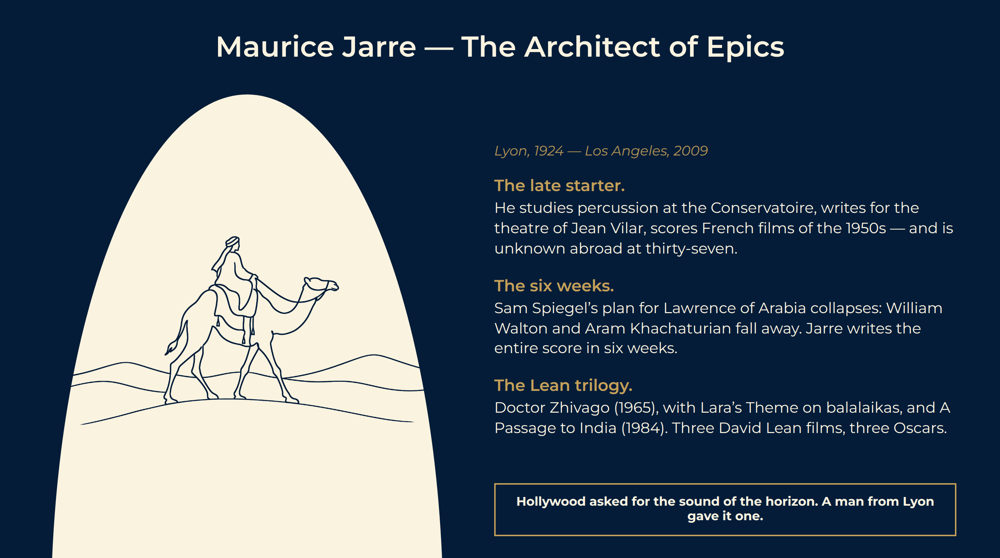 Maurice Jarre — The Architect of Epics
Lyon, 1924 — Los Angeles, 2009
The late starter.
He studies percussion at the Conservatoire, writes for the
theatre of Jean Vilar, scores French films of the 1950s — and is
unknown abroad at thirty-seven.
The six weeks.
Sam Spiegel’s plan for Lawrence of Arabia collapses: William
Walton and Aram Khachaturian fall away. Jarre writes the
entire score in six weeks.
The Lean trilogy.
Doctor Zhivago (1965), with Lara’s Theme on balalaikas, and A
Passage to India (1984). Three David Lean films, three Oscars.
Hollywood asked for the sound of the horizon. A man from Lyon
gave it one.